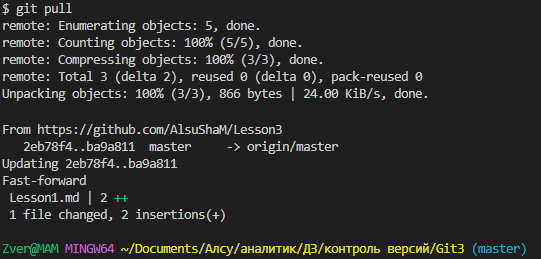 $ git pull
remote: Enumerating objects: 5, done.
remote: Counting objects: 100% (5/5), done.
remote: Compressing objects: 100% (3/3), done.
remote: Total 3 (delta 2), reused 0 (delta 0), pack-reused 0
Unpacking objects: 100% (3/3), 866 bytes | 24.00 KiB/s, done.
From https://github.com/AlsuShaM/Lesson3
   2eb78f4..ba9a811  master     -> origin/master
Updating 2eb78f4..ba9a811
Fast-forward
 Lesson1.md | 2 ++
 1 file changed, 2 insertions(+)
Zver@MAM MINGW64 ~/Documents/Алсу/аналитик/ДЗ/контроль версий/Git3 (master)